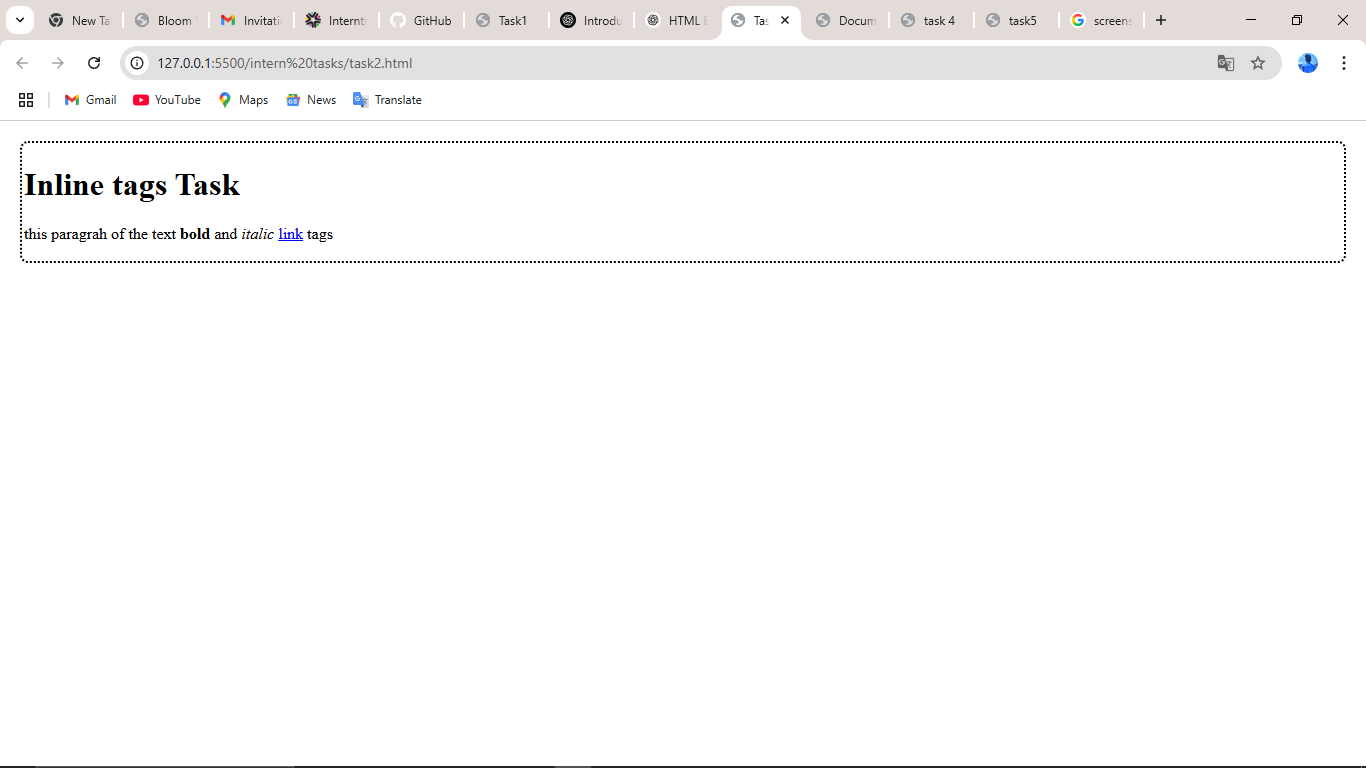 New Ta
Bloom
Invitati
Internt
GitHub
Task1
Introdu
HTML E
Tas
Docum
task 4
task5
screens
127.0.0.1:5500/intern%20tasks/task2.html
Gmail
YouTube
Maps
News
Translate
Inline tags Task
this paragrah of the text bold and italic link tags